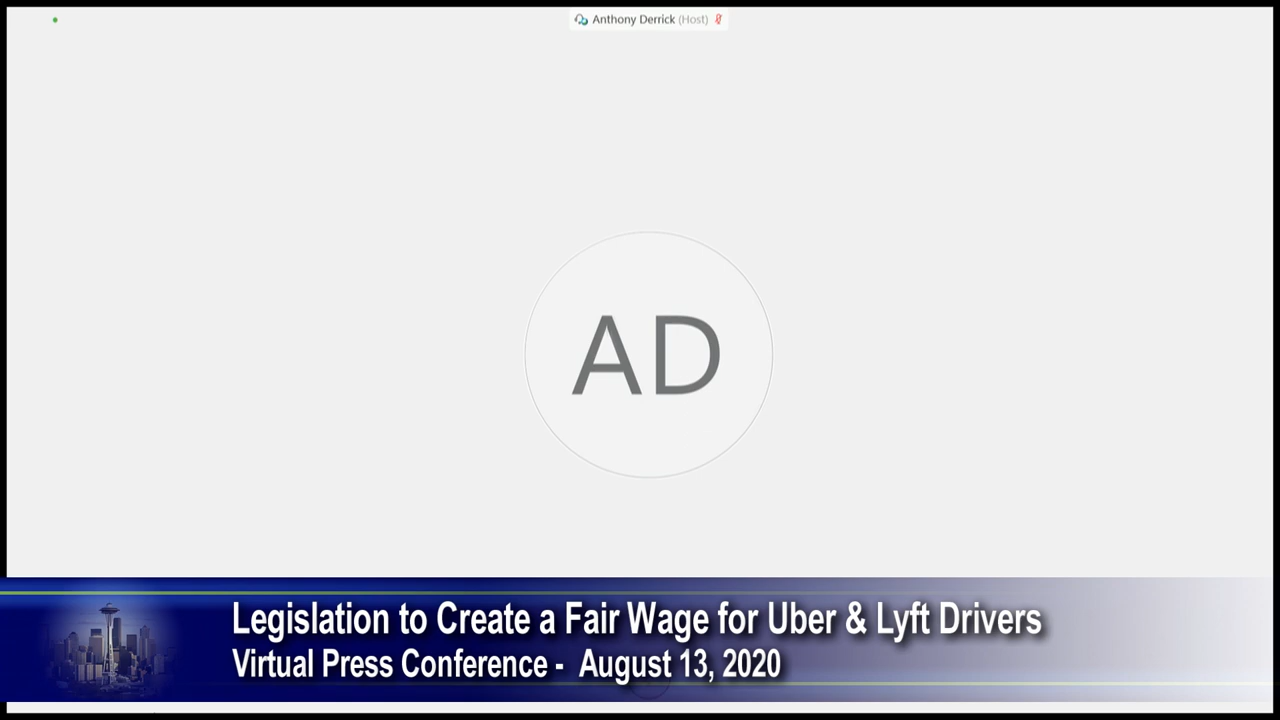 Anthony Derrick (Host)
AD
Legislation to Create a Fair Wage for Uber & Lyft Drivers
Virtual Press Conference - August 13, 2020